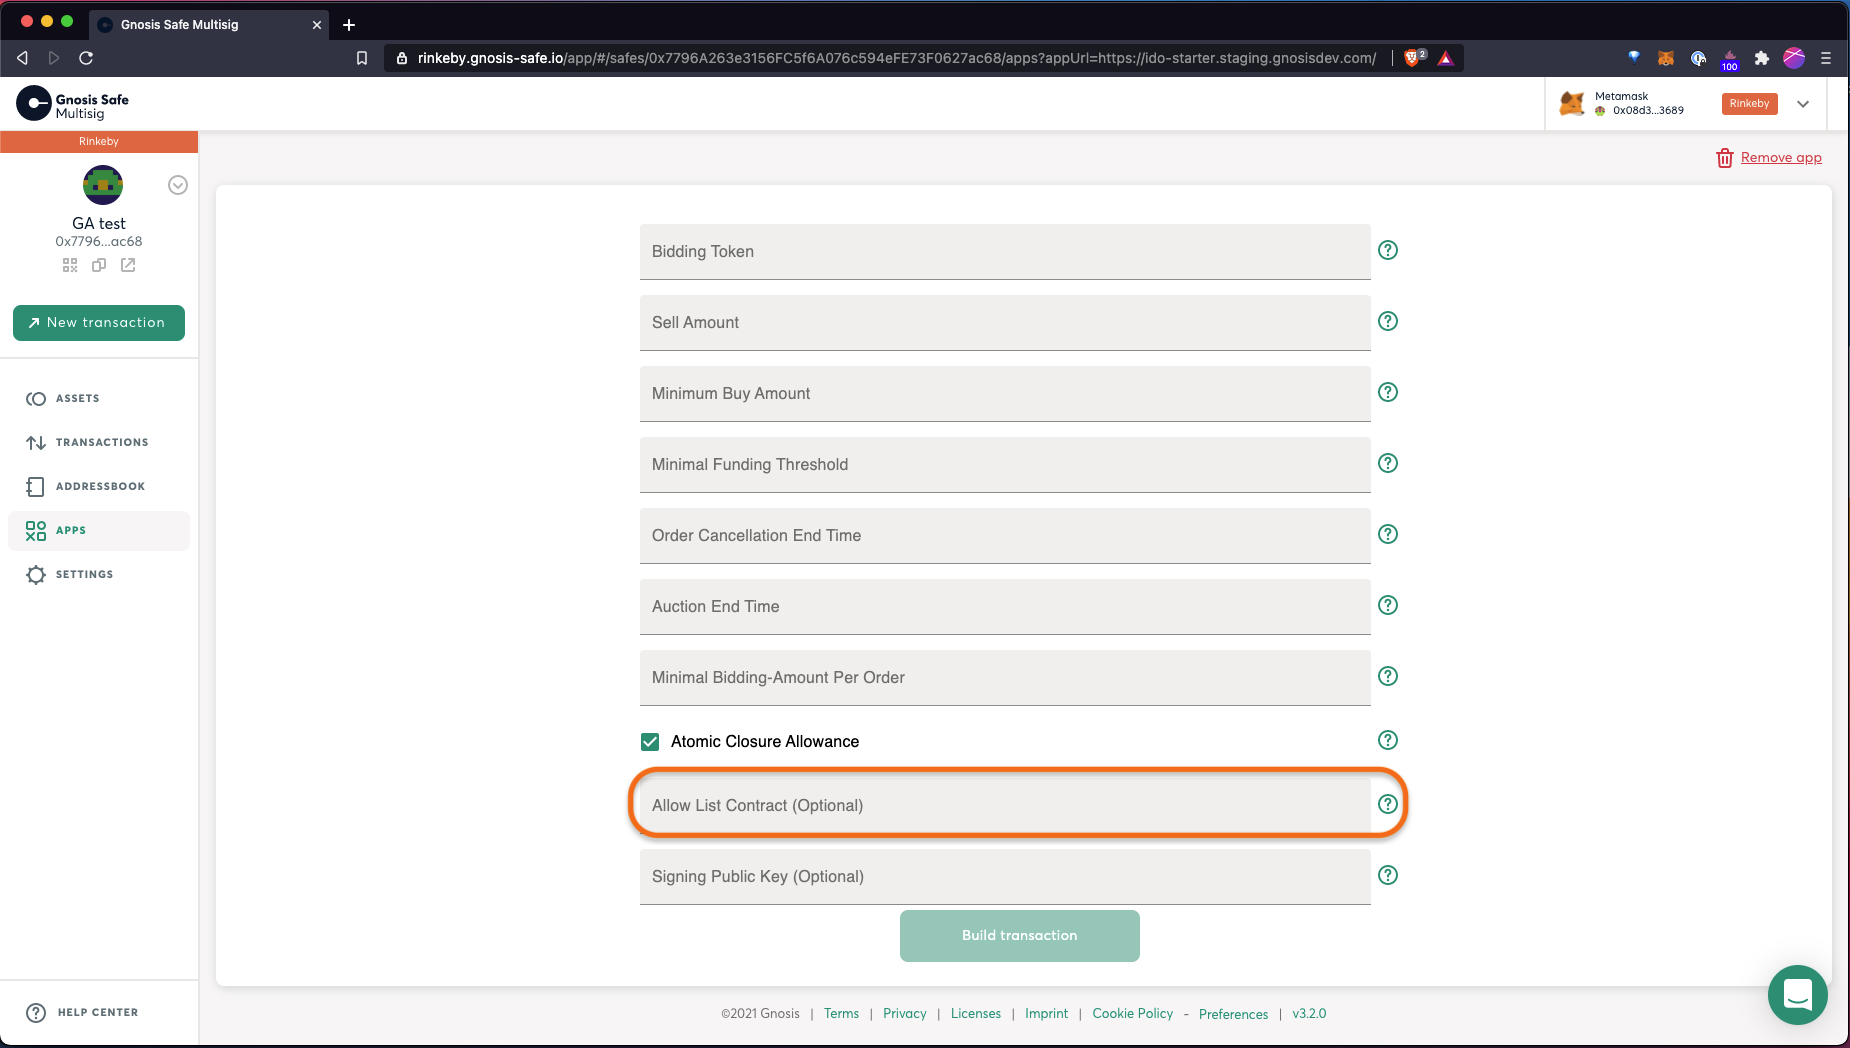 Gnosis Safe Multisig
rinkeby.gnosis-safe.io/app/#/safes/0x7796A263e3156FC5f6A076c594eFE73F0627ac68/apps?appUrl=https://ido-starter.staging.gnosisdev.com/
2
100
Gnosis Safe
Multisig
Metamask
0x08d3...3689
Rinkeby
Rinkeby
Remove app
GA test
0x7796...ac68
New transaction
ASSETS
TRANSACTIONS
ADDRESSBOOK
APPS
SETTINGS
HELP CENTER
Bidding Token
Sell Amount
Minimum Buy Amount
Minimal Funding Threshold
Order Cancellation End Time
Auction End Time
Minimal Bidding-Amount Per Order
Atomic Closure Allowance
Allow List Contract (Optional)
Signing Public Key (Optional)
Build transaction
©2021 Gnosis | Terms | Privacy | Licenses | Imprint | Cookie Policy - Preferences | v3.2.0